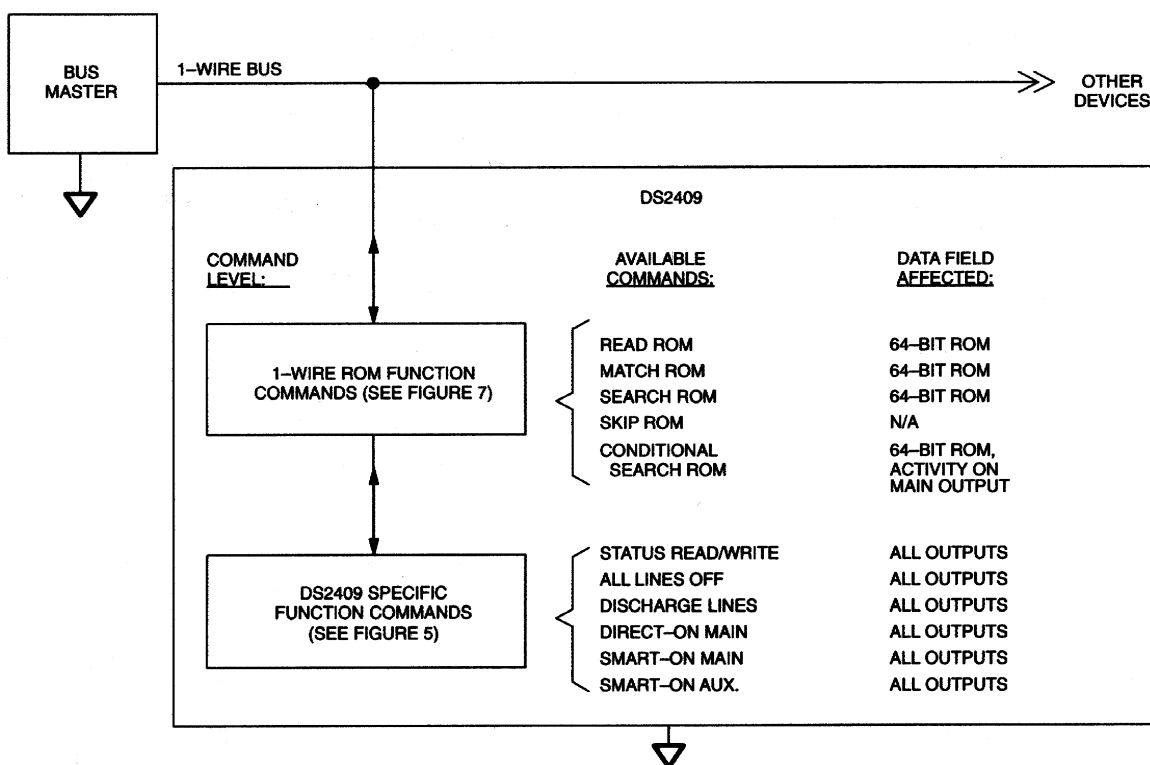 BUS
MASTER
1–WIRE BUS
OTHER
DEVICES
DS2409
COMMAND
LEVEL:
AVAILABLE
COMMANDS:
DATA FIELD
AFFECTED:
1–WIRE ROM FUNCTION
COMMANDS (SEE FIGURE 7)
READ ROM 64–BIT ROM
MATCH ROM 64–BIT ROM
SEARCH ROM 64–BIT ROM
SKIP ROM N/A
CONDITIONAL 64–BIT ROM,
SEARCH ROM ACTIVITY ON
MAIN OUTPUT
DS2409 SPECIFIC
FUNCTION COMMANDS
(SEE FIGURE 5)
STATUS READ/WRITE ALL OUTPUTS
ALL LINES OFF ALL OUTPUTS
DISCHARGE LINES ALL OUTPUTS
DIRECT–ON MAIN ALL OUTPUTS
SMART–ON MAIN ALL OUTPUTS
SMART–ON AUX. ALL OUTPUTS